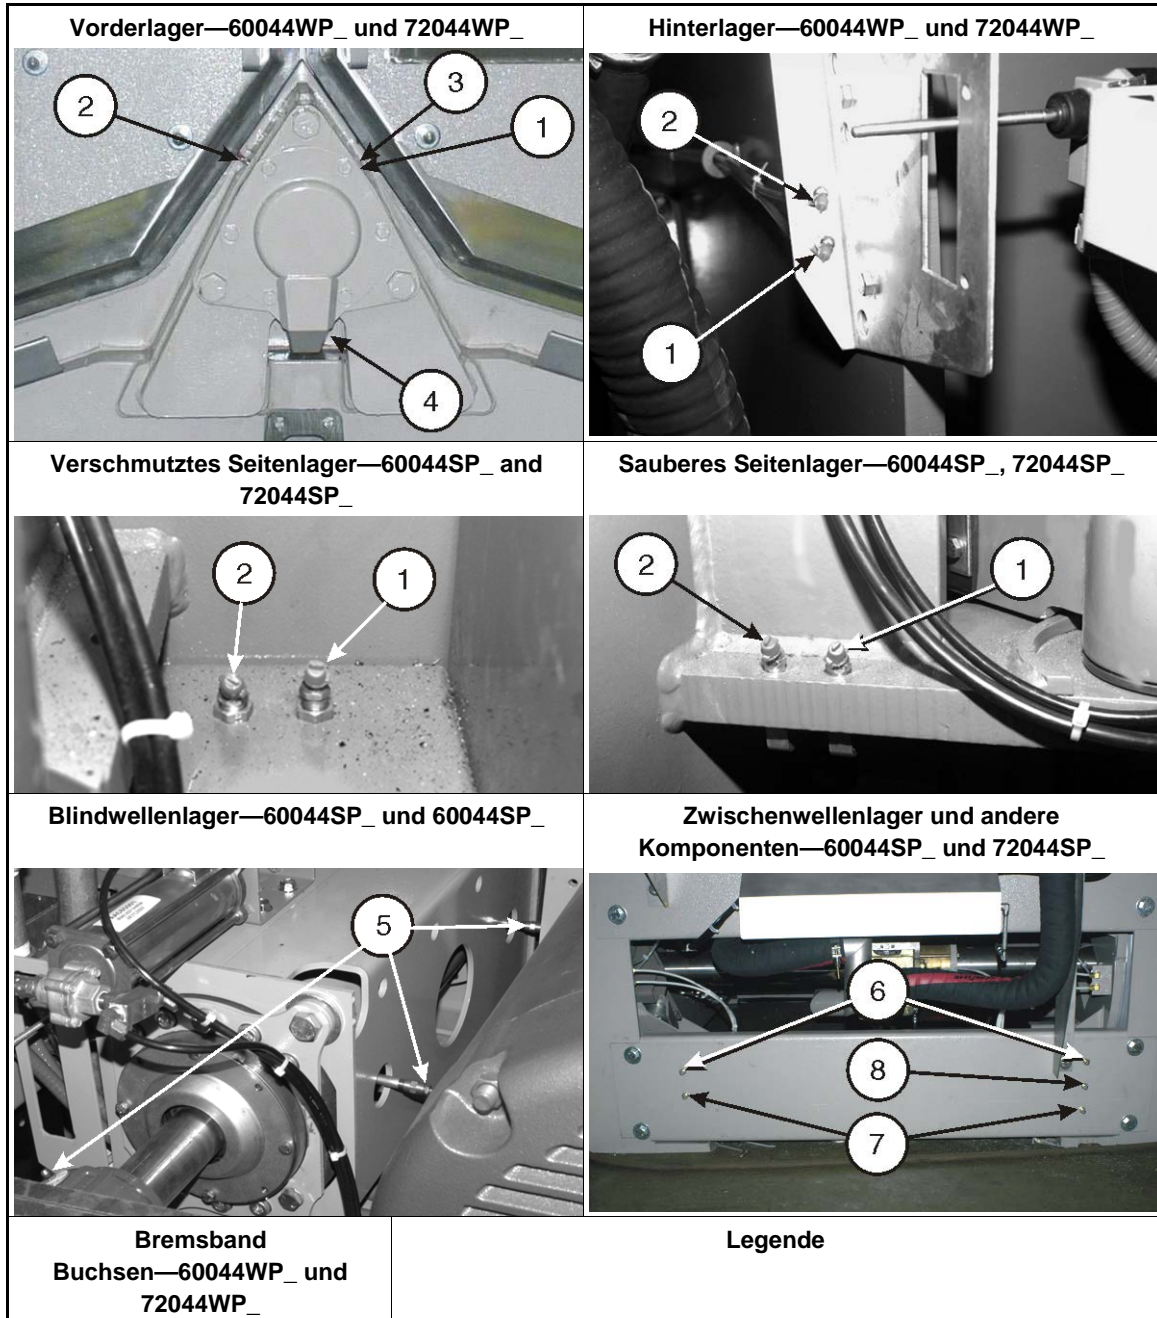 Vorderlager—60044WP_ und 72044WP_
2
3
1
4
Hinterlager—60044WP_ und 72044WP_
2
1
Verschmutztes Seitenlager—60044SP_ and
72044SP_
2
1
Sauberes Seitenlager—60044SP_, 72044SP_
2
1
Blindwellenlager—60044SP_ und 60044SP_
5
Zwischenwellenlager und andere
Komponenten—60044SP_ und 72044SP_
6
8
7
Bremsband
Buchsen—60044WP_ und
72044WP_
Legende